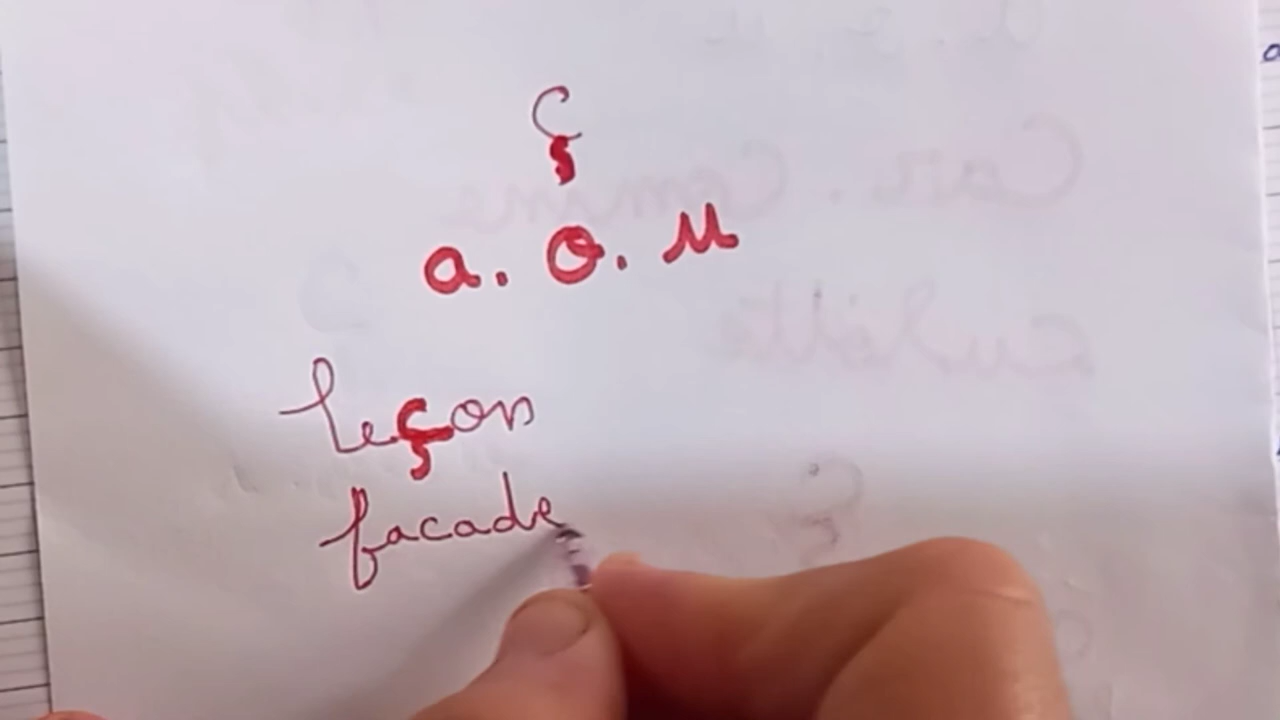 ç
a. o. u
leçon
facade